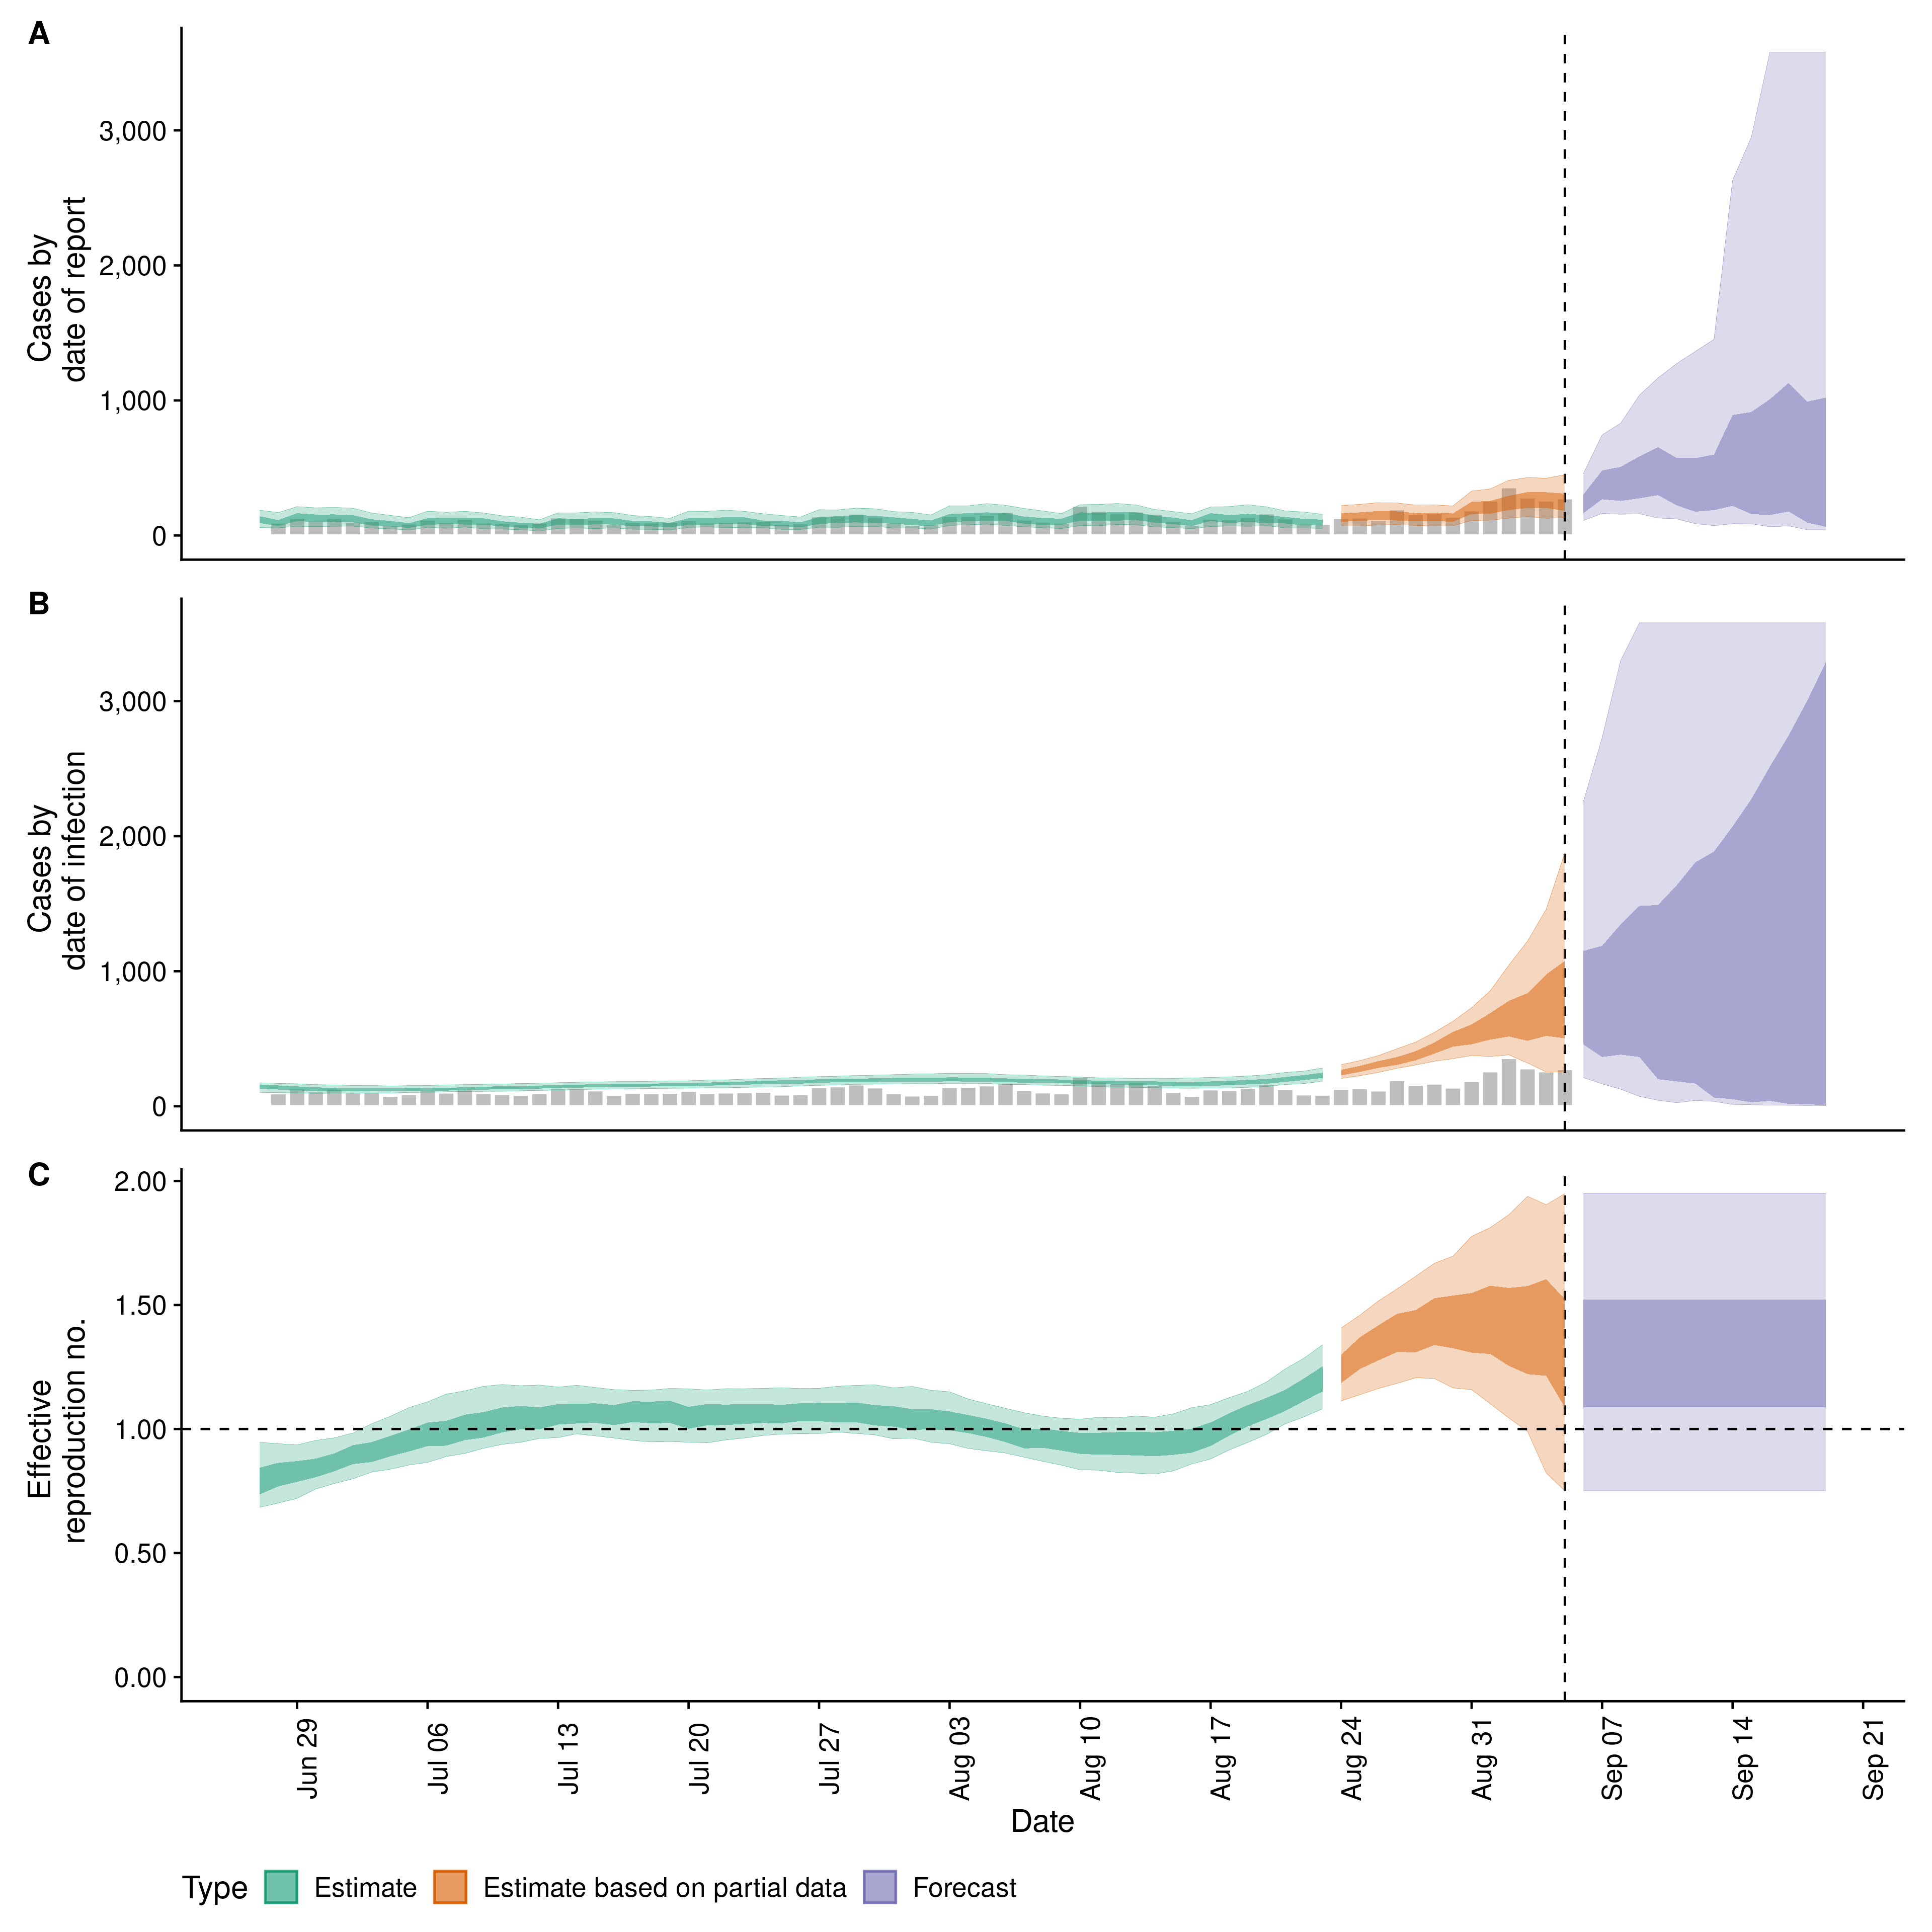 A
Cases by
date of report
3,000
2,000
1,000
0
B
Cases by
date of infection
3,000
2,000
1,000
0
C
Effective
reproduction no.
2.00
1.50
1.00
0.50
0.00
Jun 29
Jul 06
Jul 13
Jul 20
Jul 27
Aug 03
Aug 10
Aug 17
Aug 24
Aug 31
Sep 07
Sep 14
Sep 21
Date
Type Estimate Estimate based on partial data Forecast